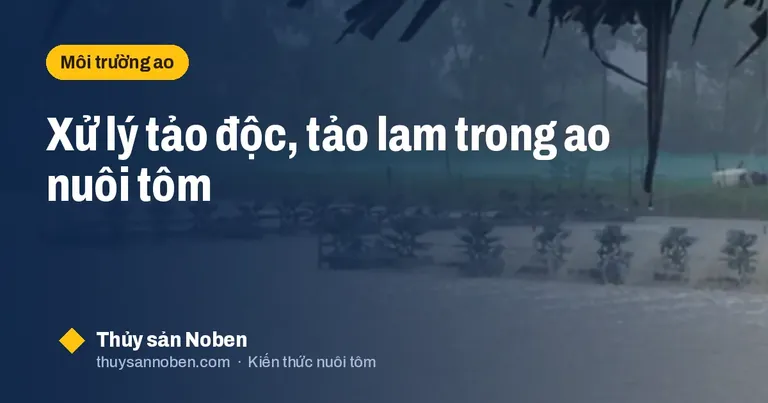 Môi trường ao
Xử lý tảo độc, tảo lam trong ao
nuôi tôm
Thủy sản Noben
thuysannoben.com · Kiến thức nuôi tôm